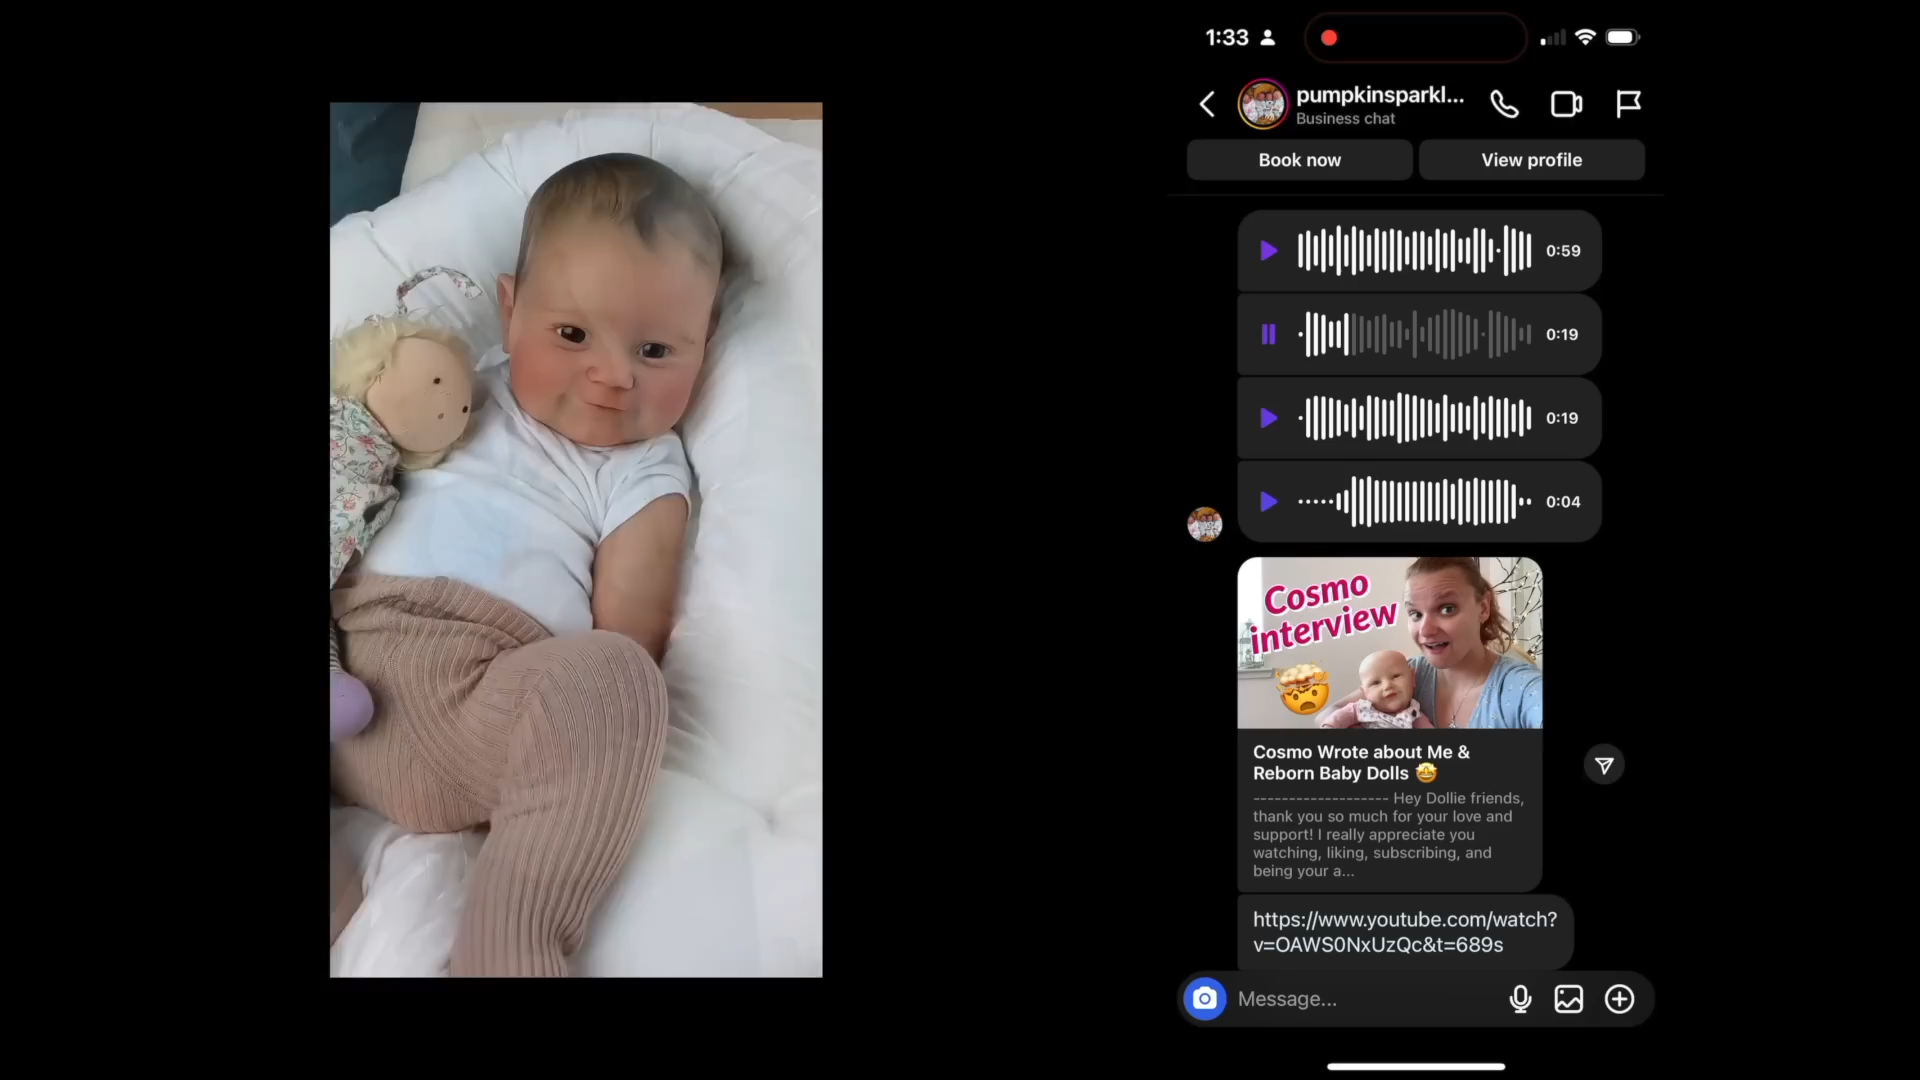 1:33
pumpkinsparkl...
Business chat
Book now
View profile
0:59
0:19
0:19
0:04
Cosmo
interview
Cosmo Wrote about Me &
Reborn Baby Dolls 🤩
------------------- Hey Dollie friends,
thank you so much for your love and
support! I really appreciate you
watching, liking, subscribing, and
being your a...
https://www.youtube.com/watch?
v=OAWS0NxUzQc&t=689s
Message...